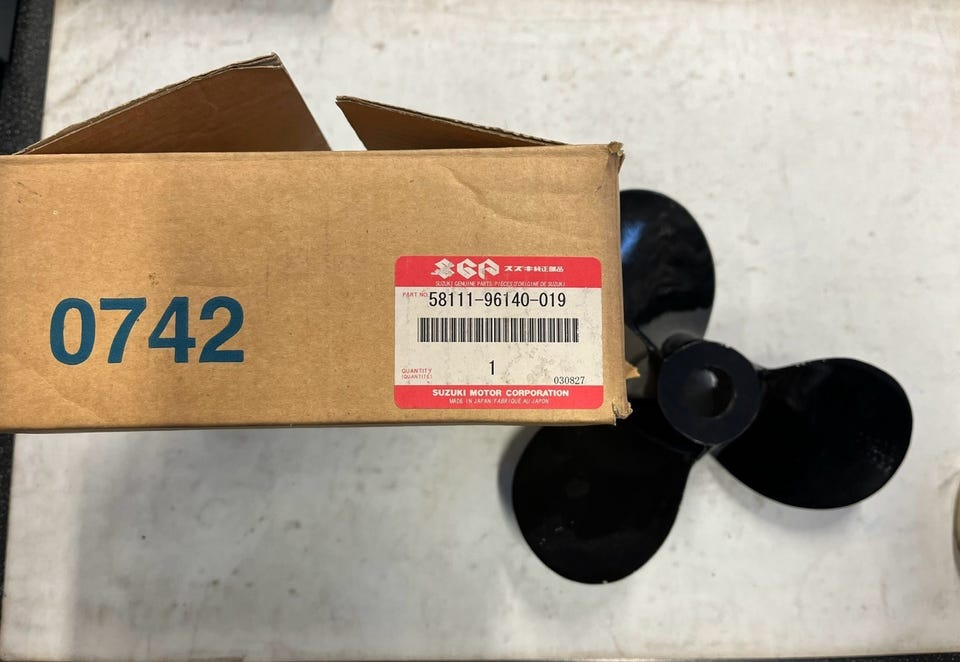 0742
SGP スズキ純正部品
SUZUKI GENUINE PARTS PIÈCES D'ORIGINE DE SUZUKI
PART NO. 58111-96140-019
QUANTITY
(QUANTITÉ)
1
030827
SUZUKI MOTOR CORPORATION
MADE IN JAPAN/FABRIQUÉ AU JAPON